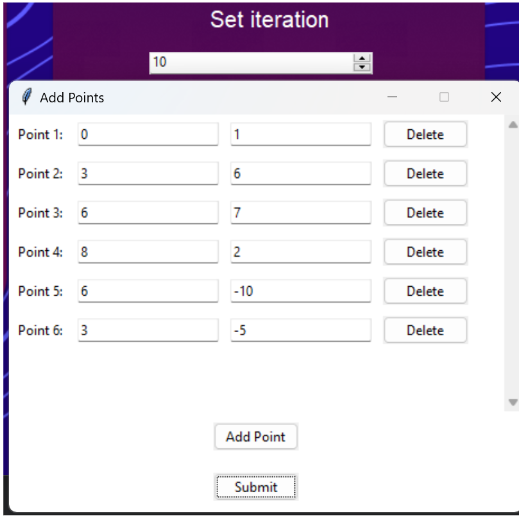 Set iteration
10
Add Points
Point 1: 0 1 Delete
Point 2: 3 6 Delete
Point 3: 6 7 Delete
Point 4: 8 2 Delete
Point 5: 6 -10 Delete
Point 6: 3 -5 Delete
Add Point
Submit